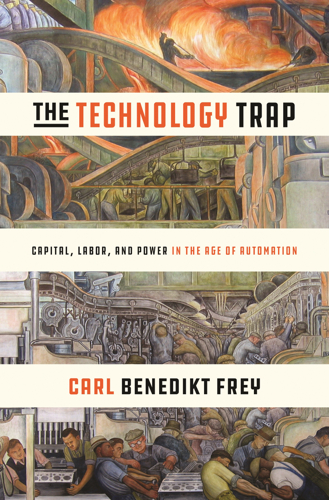 THE TECHNOLOGY TRAP
CAPITAL, LABOR, AND POWER IN THE AGE OF AUTOMATION
CARL BENEDIKT FREY